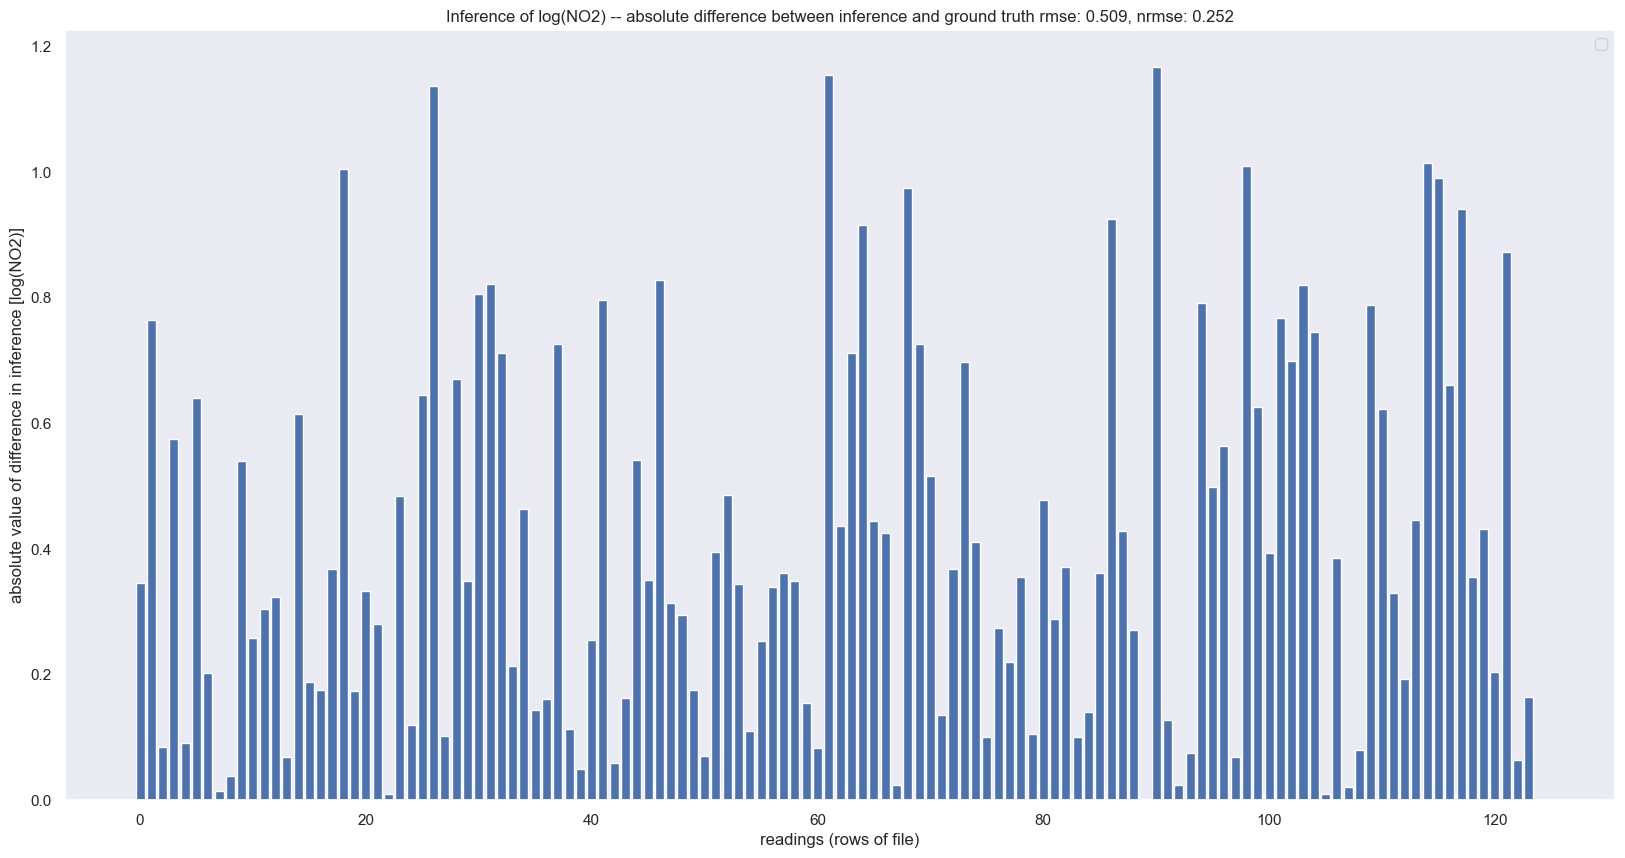 Inference of log(NO2) -- absolute difference between inference and ground truth rmse: 0.509, nrmse: 0.252
absolute value of difference in inference [log(NO2)]
1.2
1.0
0.8
0.6
0.4
0.2
0.0
0 20 40 60 80 100 120
readings (rows of file)